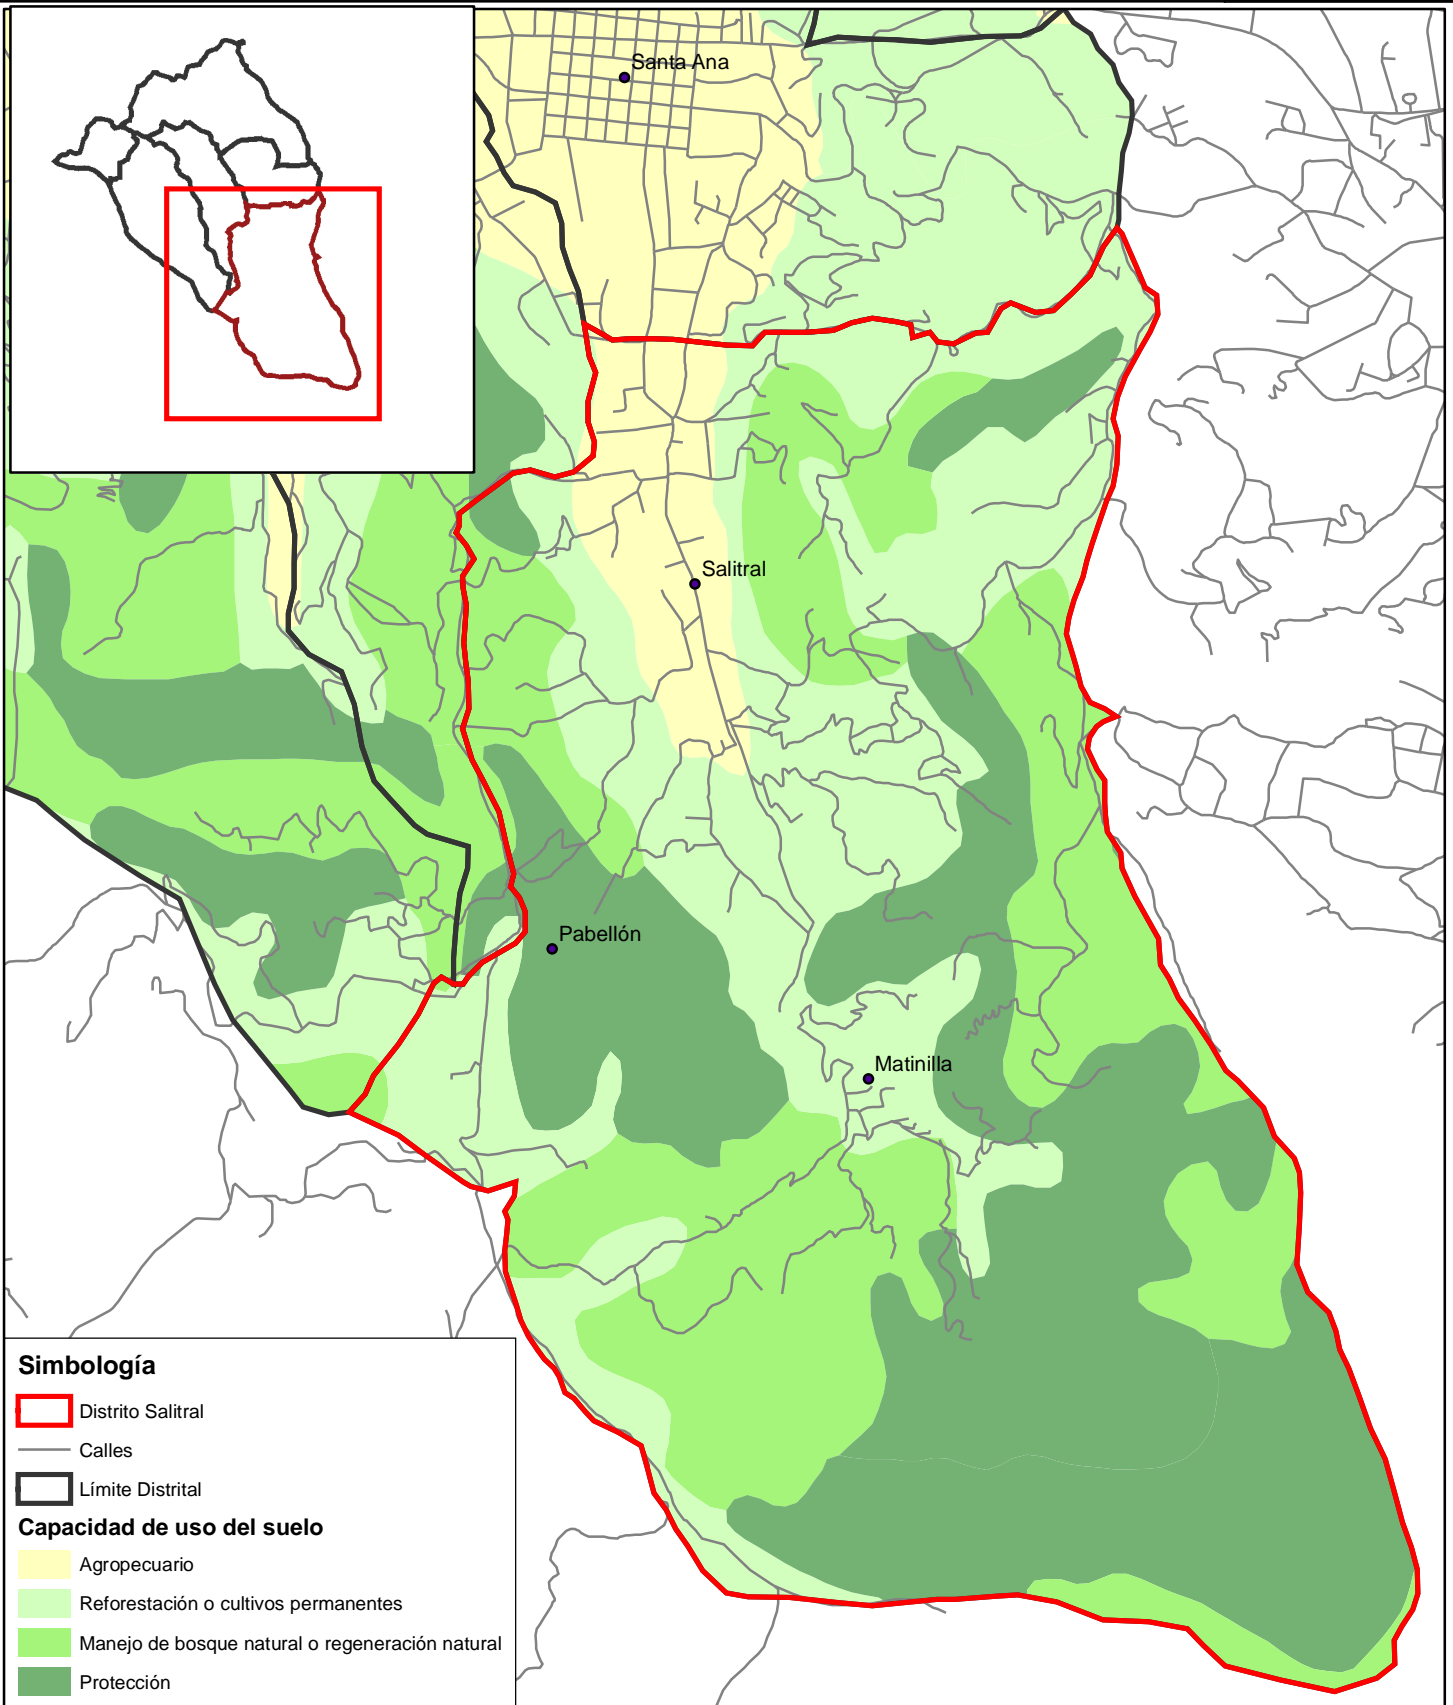 Santa Ana
Salitral
Pabellón
Matinilla
Simbología
Distrito Salitral
Calles
Límite Distrital
Capacidad de uso del suelo
Agropecuario
Reforestación o cultivos permanentes
Manejo de bosque natural o regeneración natural
Protección